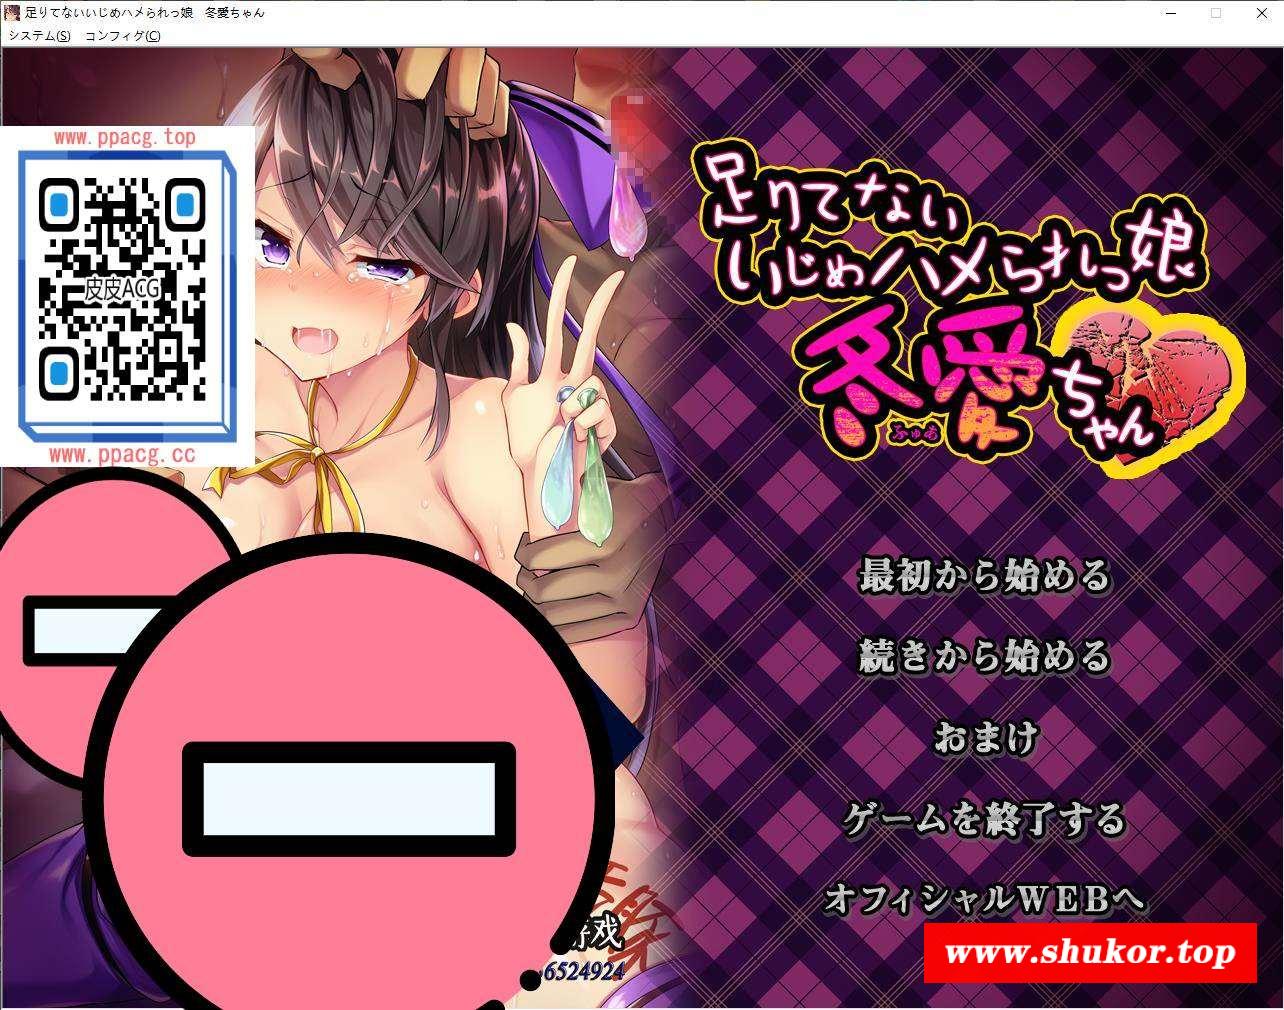 足りてないいじめハメられっ娘　冬愛ちゃん
システム(S)　コンフィグ(C)
www.ppacg.top
皮皮ACG
www.ppacg.cc
足りてない
いじめハメられっ娘
冬愛ちゃん
ふゆあ
最初から始める
続きから始める
おまけ
ゲームを終了する
オフィシャルWEBへ
游戏
6524924
www.shukor.top